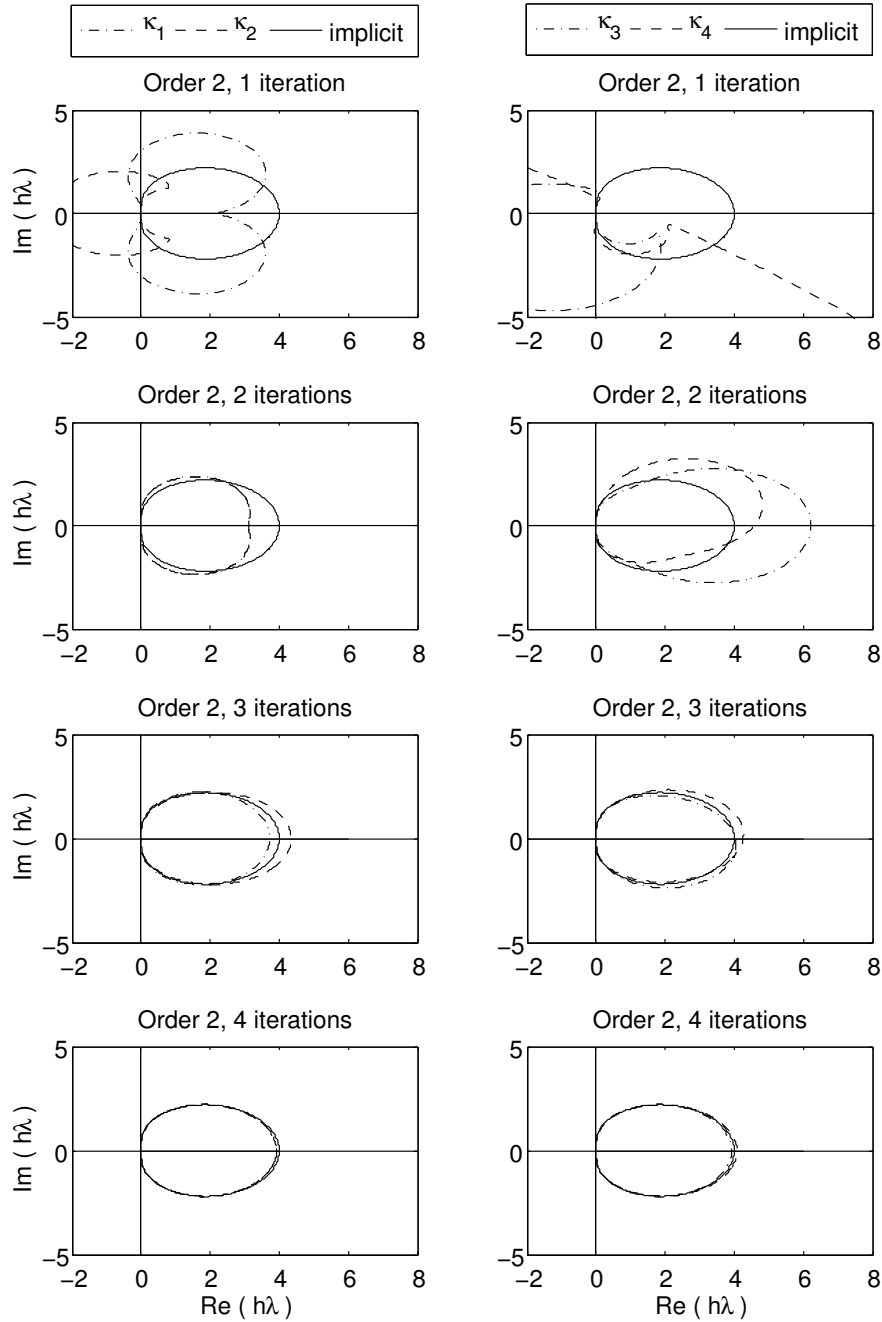 κ1 κ2 implicit
κ3 κ4 implicit
Order 2, 1 iteration
Order 2, 1 iteration
5
0
−5
Im ( hλ )
−2 0 2 4 6 8
5
0
−5
−2 0 2 4 6 8
Order 2, 2 iterations
Order 2, 2 iterations
5
0
−5
Im ( hλ )
−2 0 2 4 6 8
5
0
−5
−2 0 2 4 6 8
Order 2, 3 iterations
Order 2, 3 iterations
5
0
−5
Im ( hλ )
−2 0 2 4 6 8
5
0
−5
−2 0 2 4 6 8
Order 2, 4 iterations
Order 2, 4 iterations
5
0
−5
Im ( hλ )
−2 0 2 4 6 8
Re ( hλ )
5
0
−5
−2 0 2 4 6 8
Re ( hλ )